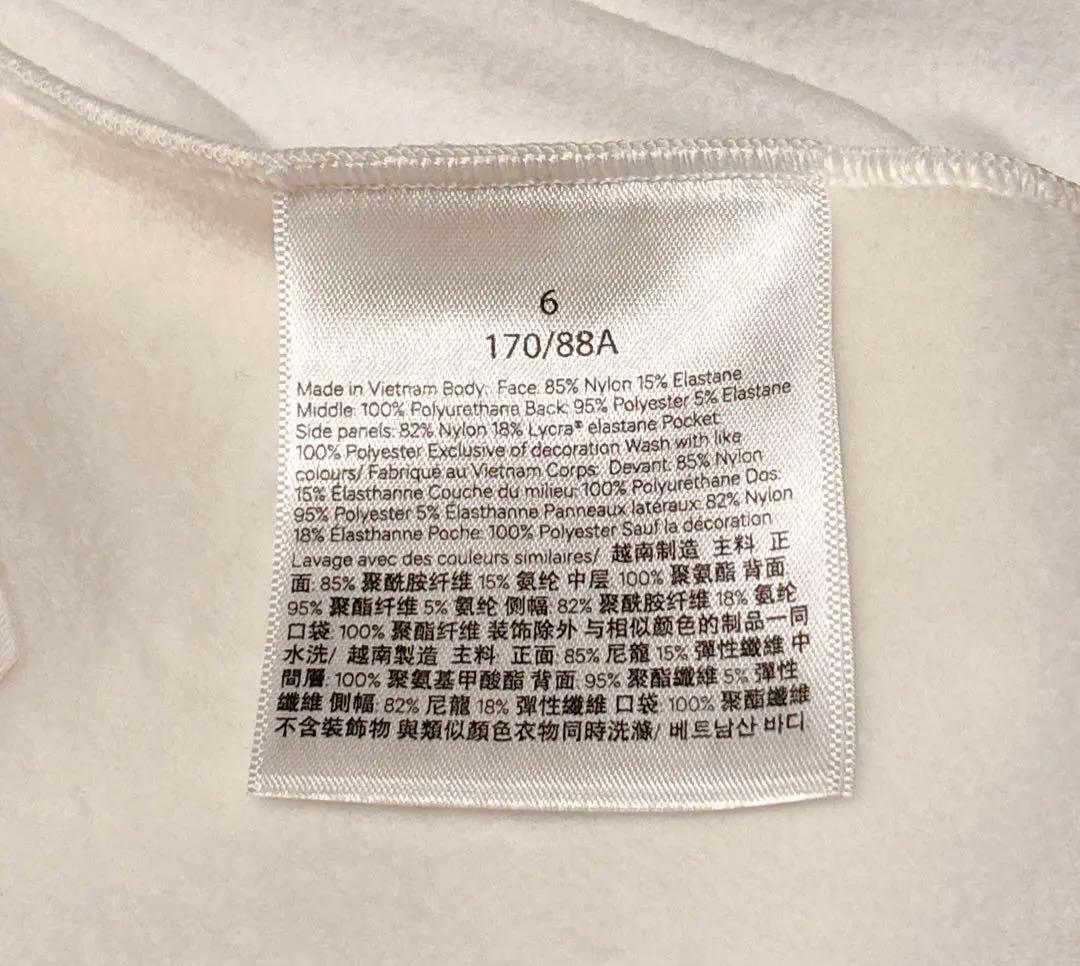 6
170/88A
Made in Vietnam Body: Face: 85% Nylon 15% Elastane
Middle: 100% Polyurethane Back: 95% Polyester 5% Elastane
Side panels: 82% Nylon 18% Lycra® elastane Pocket:
100% Polyester Exclusive of decoration Wash with like
colours/ Fabriqué au Vietnam Corps: Devant: 85% Nylon
15% Élasthanne Couche du milieu: 100% Polyuréthane Dos:
95% Polyester 5% Élasthanne Panneaux latéraux: 82% Nylon
18% Élasthanne Poche: 100% Polyester Sauf la décoration
Lavage avec des couleurs similaires/ 越南制造 主料 正
面: 85% 聚酰胺纤维 15% 氨纶 中层 100% 聚氨酯 背面
95% 聚酯纤维 5% 氨纶 侧幅: 82% 聚酰胺纤维 18% 氨纶
口袋: 100% 聚酯纤维 装饰除外 与相似颜色的制品一同
水洗/ 越南製造 主料: 正面: 85% 尼龍 15% 彈性纖維 中
間層: 100% 聚氨基甲酸酯 背面: 95% 聚酯纖維 5% 彈性
纖維 側幅: 82% 尼龍 18% 彈性纖維 口袋: 100% 聚酯纖維
不含裝飾物 與類似顏色衣物同時洗滌/ 베트남산 바디